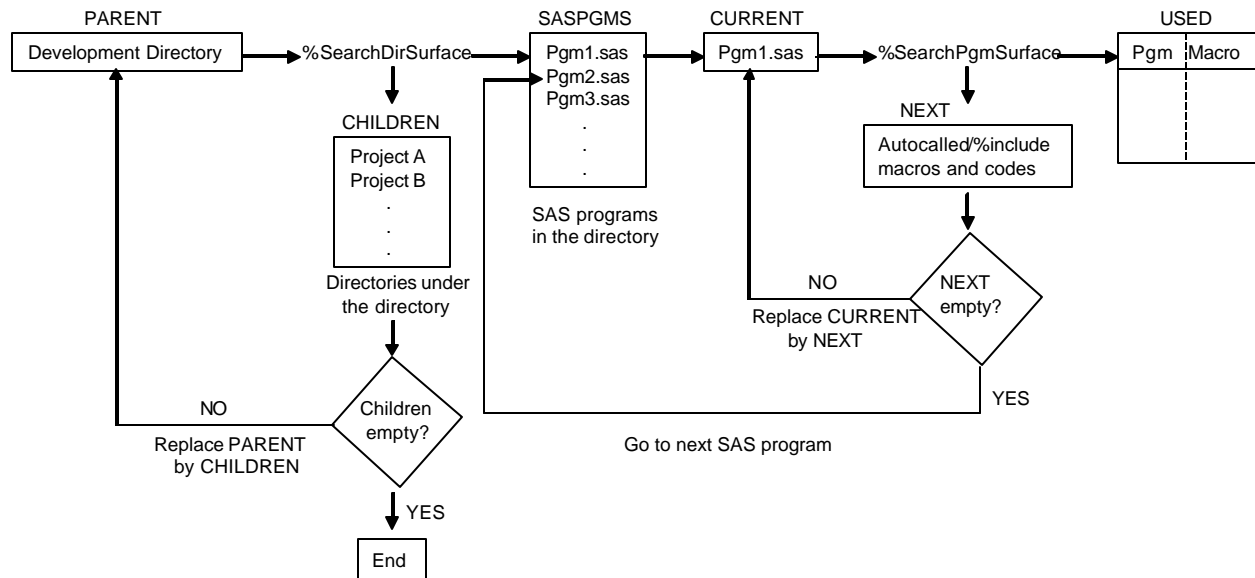 PARENT
Development Directory
%SearchDirSurface
CHILDREN
Project A
Project B
.
.
.
Directories under
the directory
Children
empty?
NO
Replace PARENT
by CHILDREN
YES
End
SASPGMS
Pgm1.sas
Pgm2.sas
Pgm3.sas
.
.
.
SAS programs
in the directory
CURRENT
Pgm1.sas
%SearchPgmSurface
NEXT
Autocalled/%include
macros and codes
NEXT
empty?
NO
Replace CURRENT
by NEXT
YES
Go to next SAS program
USED
Pgm Macro